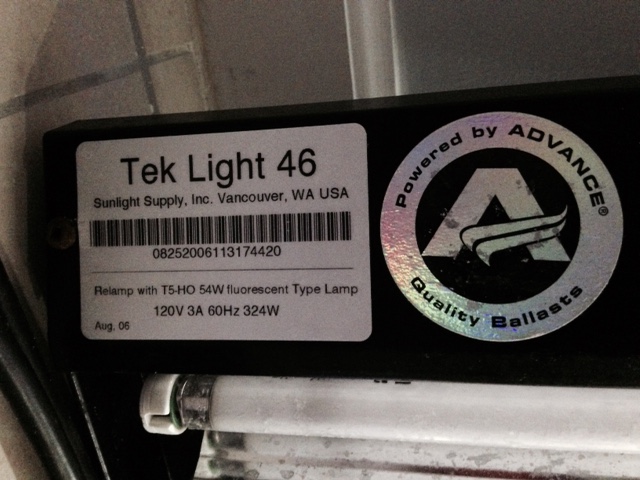 Tek Light 46
Sunlight Supply, Inc. Vancouver, WA USA
08252006113174420
Relamp with T5-HO 54W fluorescent Type Lamp
120V 3A 60Hz 324W
Aug, 06
Powered by ADVANCE®
A
Quality Ballasts